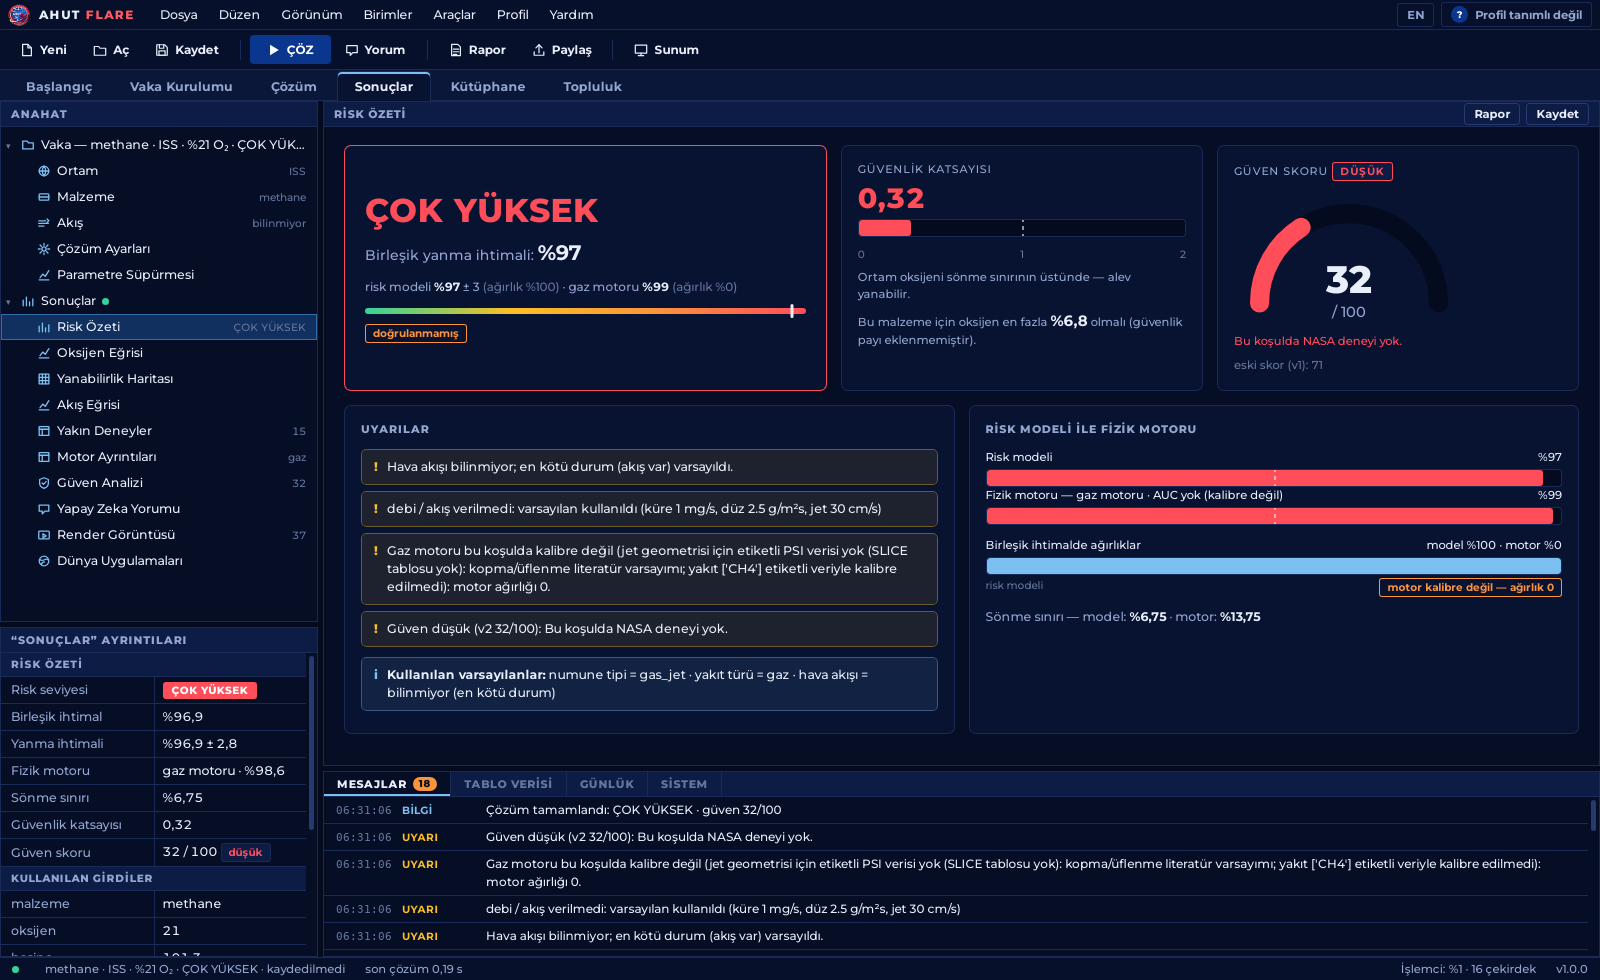 AHUT FLARE Dosya Düzen Görünüm Birimler Araçlar Profil Yardım EN ? Profil tanımlı değil
Yeni Aç Kaydet ÇÖZ Yorum Rapor Paylaş Sunum
Başlangıç Vaka Kurulumu Çözüm Sonuçlar Kütüphane Topluluk
ANAHAT
Vaka — methane · ISS · %21 O₂ · ÇOK YÜK...
Ortam ISS
Malzeme methane
Akış bilinmiyor
Çözüm Ayarları
Parametre Süpürmesi
Sonuçlar
Risk Özeti ÇOK YÜKSEK
Oksijen Eğrisi
Yanabilirlik Haritası
Akış Eğrisi
Yakın Deneyler 15
Motor Ayrıntıları gaz
Güven Analizi 32
Yapay Zeka Yorumu
Render Görüntüsü 37
Dünya Uygulamaları
“SONUÇLAR” AYRINTILARI
RİSK ÖZETİ
Risk seviyesi ÇOK YÜKSEK
Birleşik ihtimal %96,9
Yanma ihtimali %96,9 ± 2,8
Fizik motoru gaz motoru · %98,6
Sönme sınırı %6,75
Güvenlik katsayısı 0,32
Güven skoru 32 / 100 düşük
KULLANILAN GİRDİLER
malzeme methane
oksijen 21
RİSK ÖZETİ Rapor Kaydet
ÇOK YÜKSEK
Birleşik yanma ihtimali: %97
risk modeli %97 ± 3 (ağırlık %100) · gaz motoru %99 (ağırlık %0)
doğrulanmamış
GÜVENLİK KATSAYISI
0,32
0 1 2
Ortam oksijeni sönme sınırının üstünde — alev
yanabilir.
Bu malzeme için oksijen en fazla %6,8 olmalı (güvenlik
payı eklenmemiştir).
GÜVEN SKORU DÜŞÜK
32
/ 100
Bu koşulda NASA deneyi yok.
eski skor (v1): 71
UYARILAR
! Hava akışı bilinmiyor; en kötü durum (akış var) varsayıldı.
! debi / akış verilmedi: varsayılan kullanıldı (küre 1 mg/s, düz 2.5 g/m²s, jet 30 cm/s)
! Gaz motoru bu koşulda kalibre değil (jet geometrisi için etiketli PSI verisi yok (SLICE
tablosu yok): kopma/üflenme literatür varsayımı; yakıt ['CH4'] etiketli veriyle kalibre
edilmedi): motor ağırlığı 0.
! Güven düşük (v2 32/100): Bu koşulda NASA deneyi yok.
i Kullanılan varsayılanlar: numune tipi = gas_jet · yakıt türü = gaz · hava akışı =
bilinmiyor (en kötü durum)
RİSK MODELİ İLE FİZİK MOTORU
Risk modeli %97
Fizik motoru — gaz motoru · AUC yok (kalibre değil) %99
Birleşik ihtimalde ağırlıklar model %100 · motor %0
risk modeli motor kalibre değil — ağırlık 0
Sönme sınırı — model: %6,75 · motor: %13,75
MESAJLAR 18 TABLO VERİSİ GÜNLÜK SİSTEM
06:31:06 BİLGİ Çözüm tamamlandı: ÇOK YÜKSEK · güven 32/100
06:31:06 UYARI Güven düşük (v2 32/100): Bu koşulda NASA deneyi yok.
06:31:06 UYARI Gaz motoru bu koşulda kalibre değil (jet geometrisi için etiketli PSI verisi yok (SLICE tablosu yok): kopma/üflenme literatür varsayımı; yakıt ['CH4'] etiketli veriyle kalibre edilmedi):
motor ağırlığı 0.
06:31:06 UYARI debi / akış verilmedi: varsayılan kullanıldı (küre 1 mg/s, düz 2.5 g/m²s, jet 30 cm/s)
06:31:06 UYARI Hava akışı bilinmiyor; en kötü durum (akış var) varsayıldı.
methane · ISS · %21 O₂ · ÇOK YÜKSEK · kaydedilmedi son çözüm 0,19 s İşlemci: %1 · 16 çekirdek v1.0.0